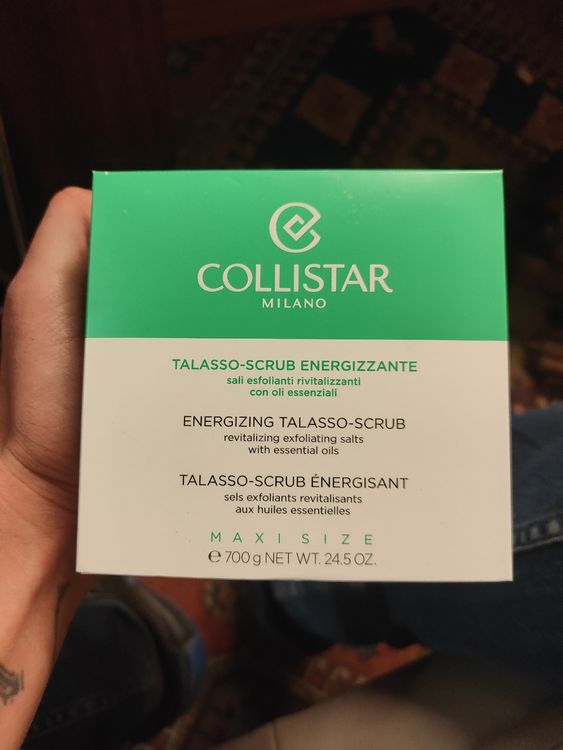 COLLISTAR
MILANO
TALASSO-SCRUB ENERGIZZANTE
sali esfolianti rivitalizzanti
con oli essenziali
ENERGIZING TALASSO-SCRUB
revitalizing exfoliating salts
with essential oils
TALASSO-SCRUB ÉNERGISANT
sels exfoliants revitalisants
aux huiles essentielles
MAXI SIZE
℮ 700 g NET WT. 24.5 OZ.